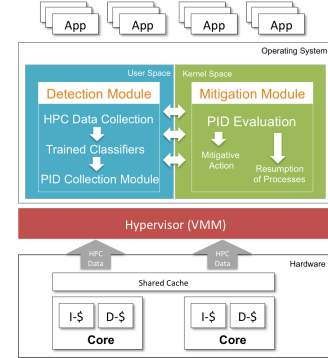 App App App App
Operating System
User Space Kernel Space
Detection Module Mitigation Module
HPC Data Collection PID Evaluation
Trained Classifiers Mitigative
Action
PID Collection Module Resumption
of Processes
Hypervisor (VMM)
HPC
Data
HPC
Data
Hardware
Shared Cache
I-$ D-$ I-$ D-$
Core Core